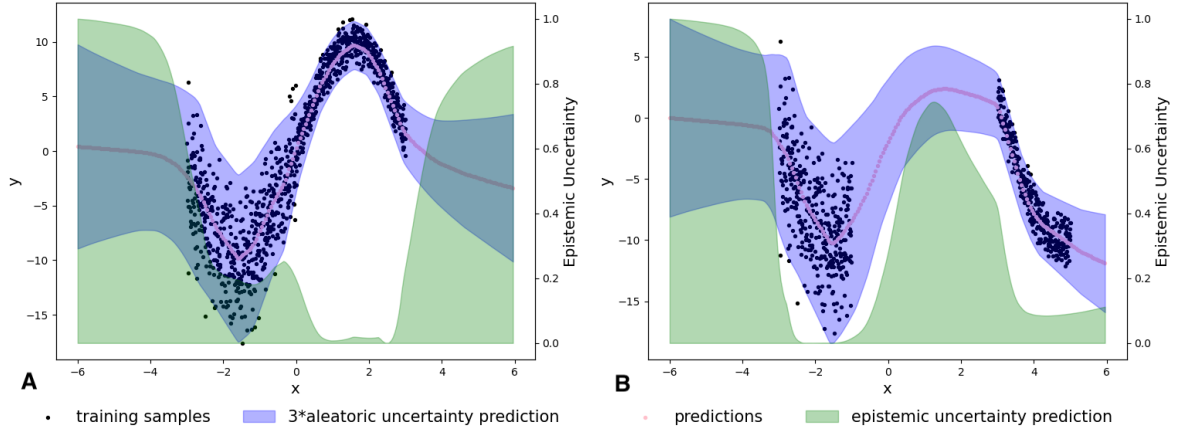 10
5
0
−5
−10
−15
y
−6 −4 −2 0 2 4 6
x
1.0
0.8
0.6
0.4
0.2
0.0
Epistemic Uncertainty
A
5
0
−5
−10
−15
y
−6 −4 −2 0 2 4 6
x
1.0
0.8
0.6
0.4
0.2
0.0
Epistemic Uncertainty
B
training samples 3*aleatoric uncertainty prediction predictions epistemic uncertainty prediction